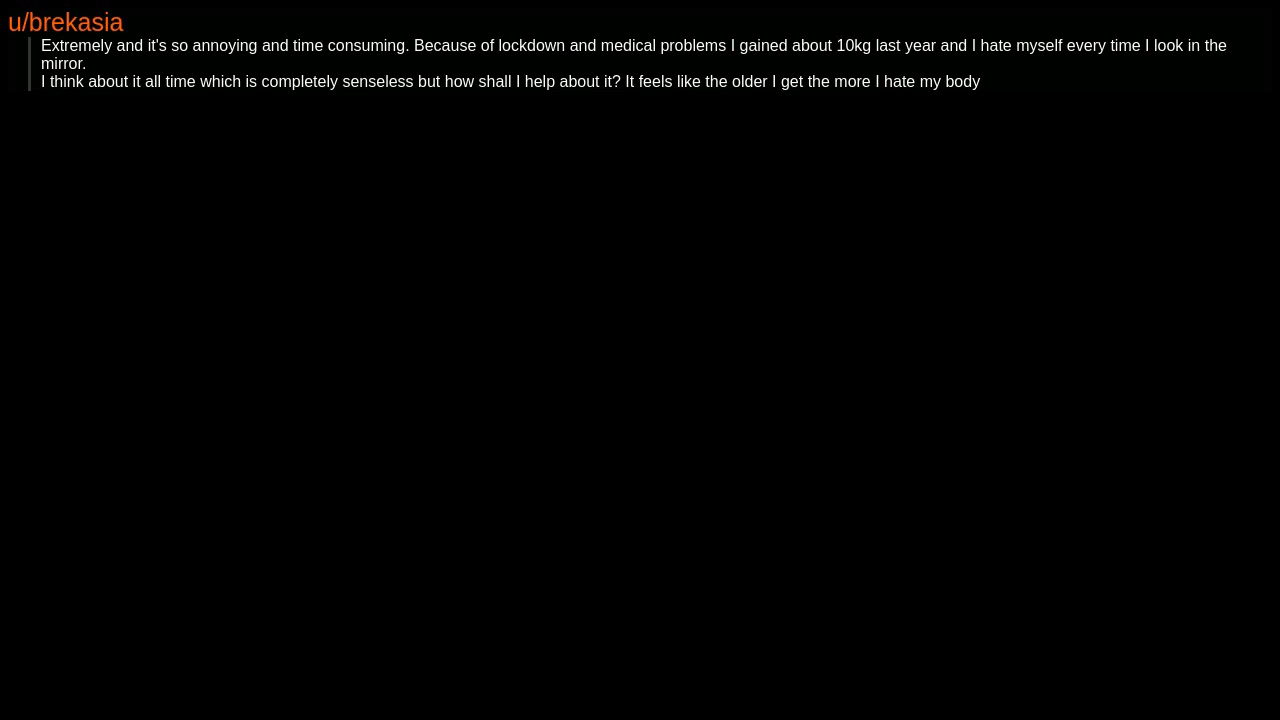 u/brekasia
Extremely and it's so annoying and time consuming. Because of lockdown and medical problems I gained about 10kg last year and I hate myself every time I look in the
mirror.
I think about it all time which is completely senseless but how shall I help about it? It feels like the older I get the more I hate my body